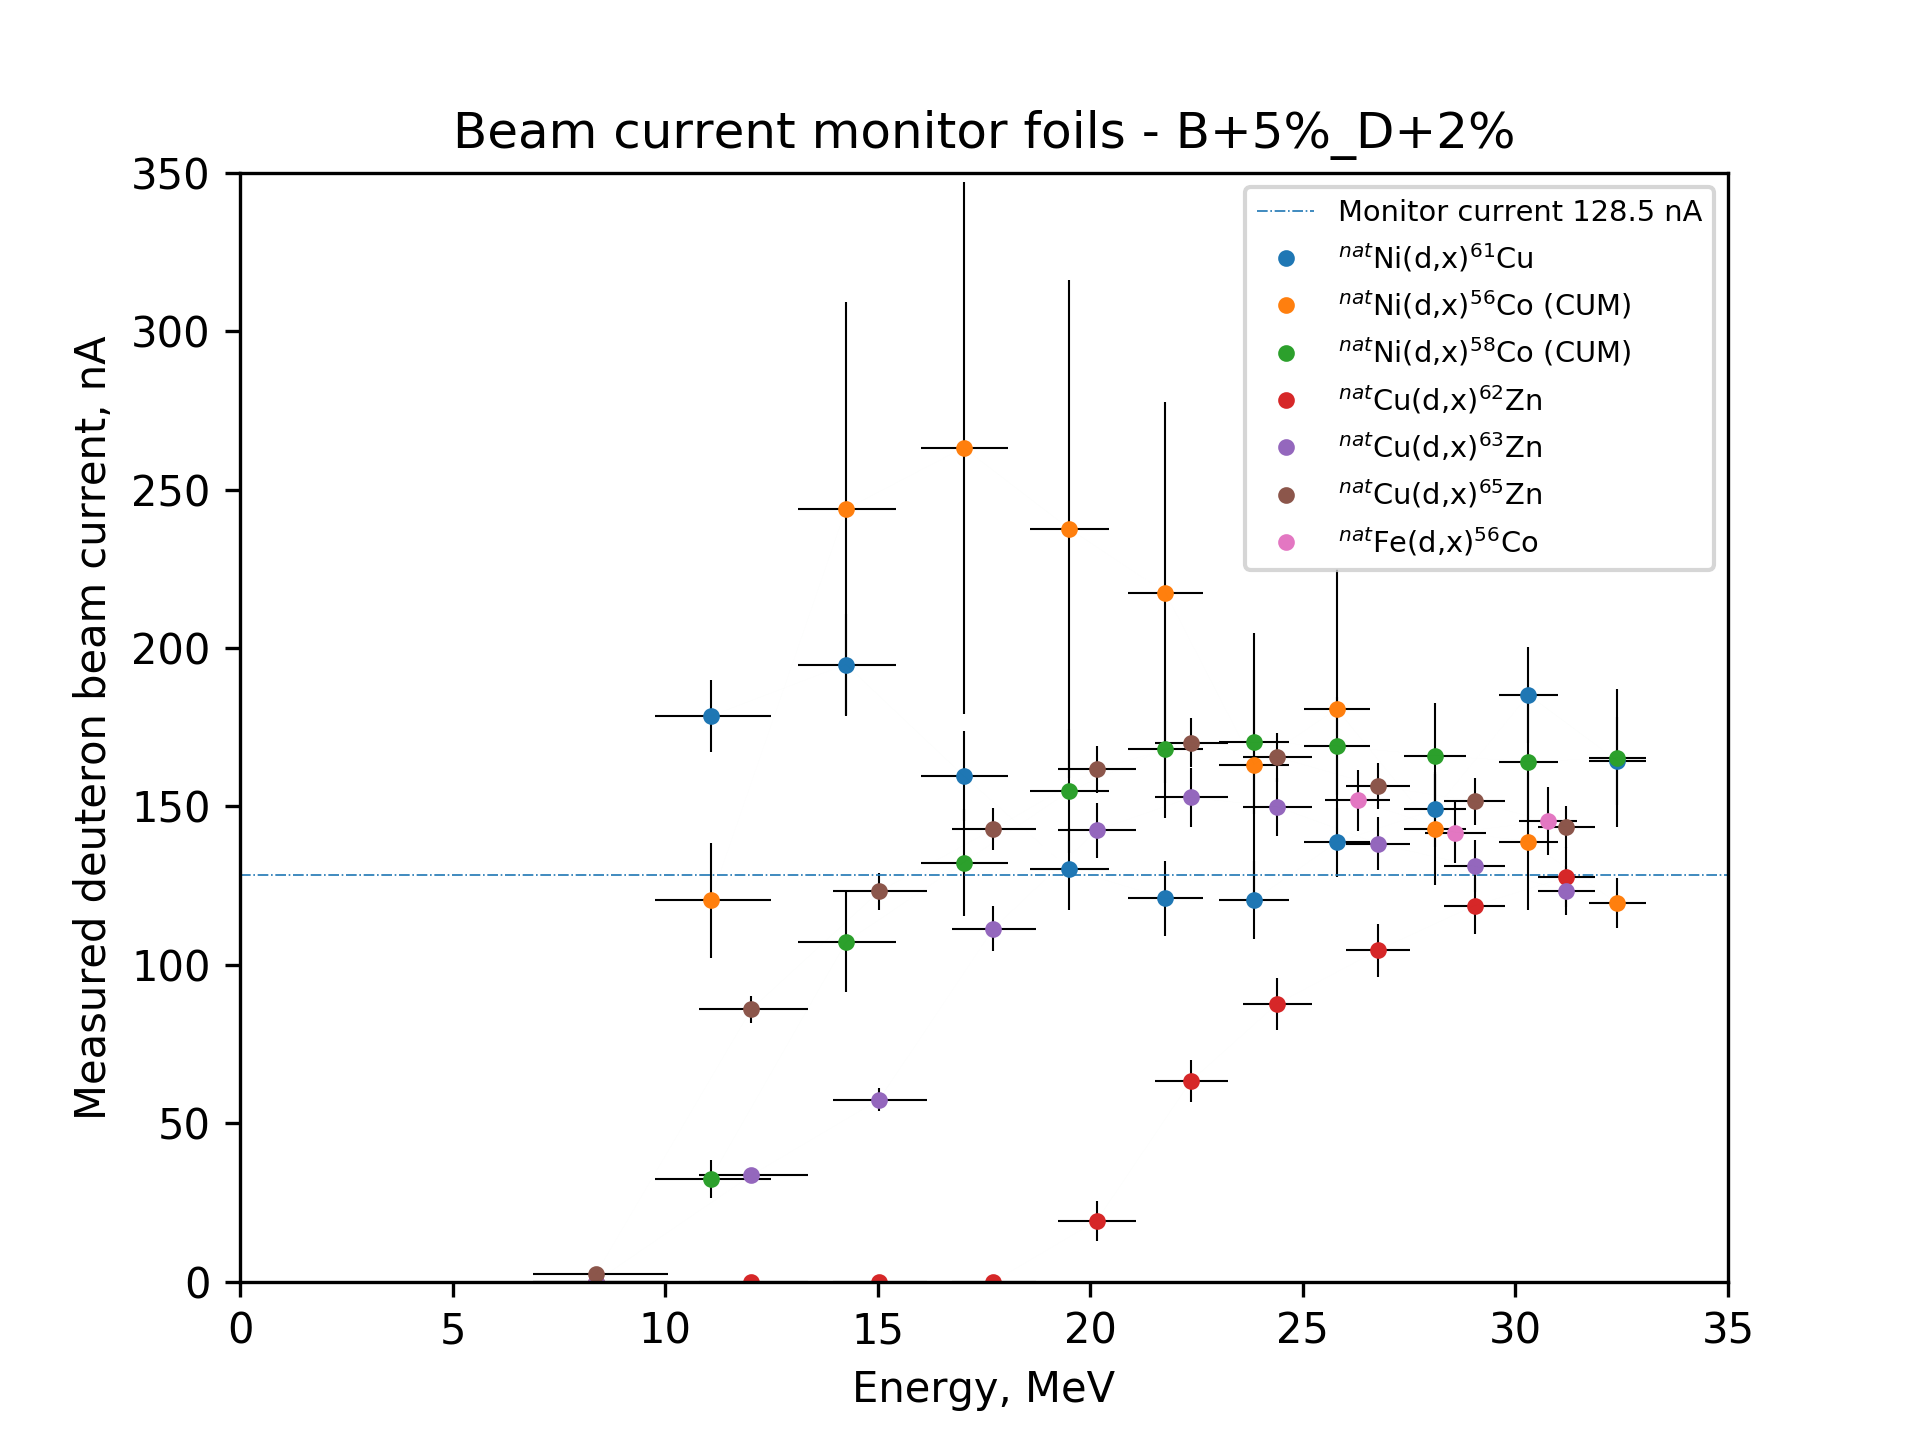 Beam current monitor foils - B+5%_D+2%
350
300
250
200
150
100
50
0
Measured deuteron beam current, nA
Monitor current 128.5 nA
natNi(d,x)61Cu
natNi(d,x)56Co (CUM)
natNi(d,x)58Co (CUM)
natCu(d,x)62Zn
natCu(d,x)63Zn
natCu(d,x)65Zn
natFe(d,x)56Co
0 5 10 15 20 25 30 35
Energy, MeV